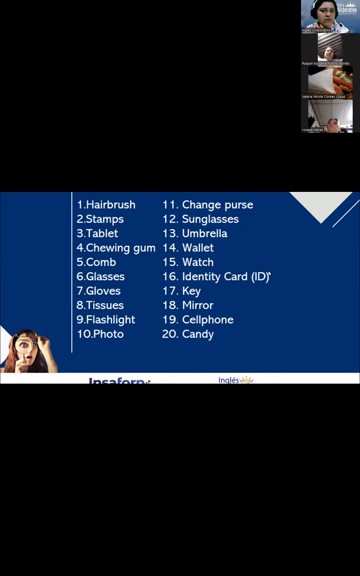 1.Hairbrush
2.Stamps
3.Tablet
4.Chewing gum
5.Comb
6.Glasses
7.Gloves
8.Tissues
9.Flashlight
10.Photo
11. Change purse
12. Sunglasses
13. Umbrella
14. Wallet
15. Watch
16. Identity Card (ID)
17. Key
18. Mirror
19. Cellphone
20. Candy
Insaforp
Inglés